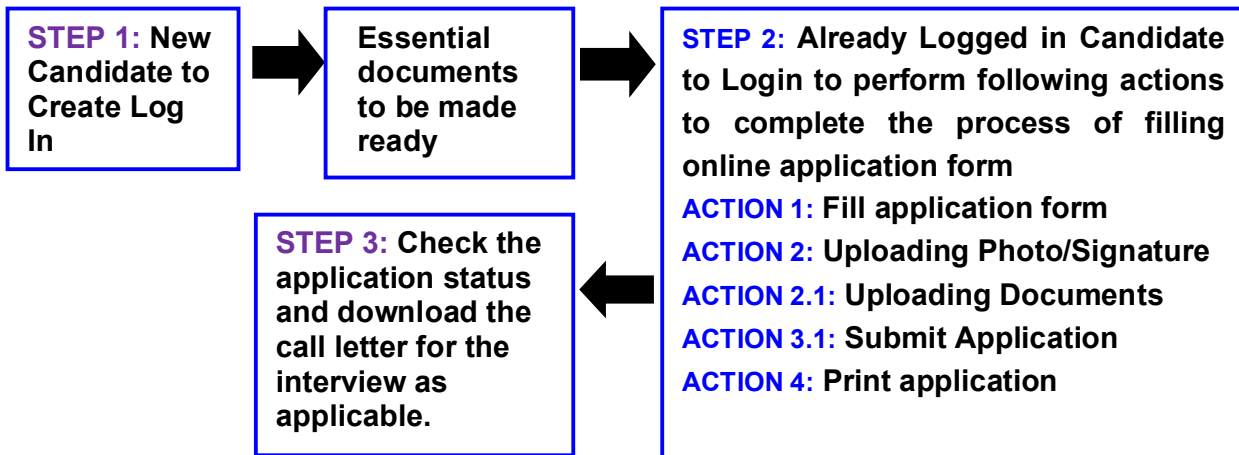 STEP 1: New
Candidate to
Create Log
In
Essential
documents
to be made
ready
STEP 2: Already Logged in Candidate
to Login to perform following actions
to complete the process of filling
online application form
ACTION 1: Fill application form
ACTION 2: Uploading Photo/Signature
ACTION 2.1: Uploading Documents
ACTION 3.1: Submit Application
ACTION 4: Print application
STEP 3: Check the
application status
and download the
call letter for the
interview as
applicable.